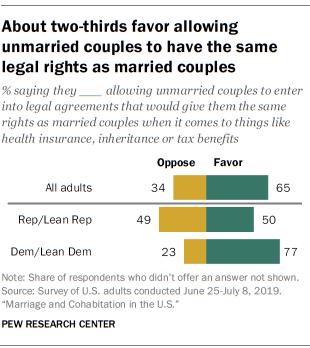 About two-thirds favor allowing
unmarried couples to have the same
legal rights as married couples
% saying they ___ allowing unmarried couples to enter
into legal agreements that would give them the same
rights as married couples when it comes to things like
health insurance, inheritance or tax benefits
Oppose Favor
All adults 34 65
Rep/Lean Rep 49 50
Dem/Lean Dem 23 77
Note: Share of respondents who didn't offer an answer not shown.
Source: Survey of U.S. adults conducted June 25-July 8, 2019.
"Marriage and Cohabitation in the U.S."
PEW RESEARCH CENTER